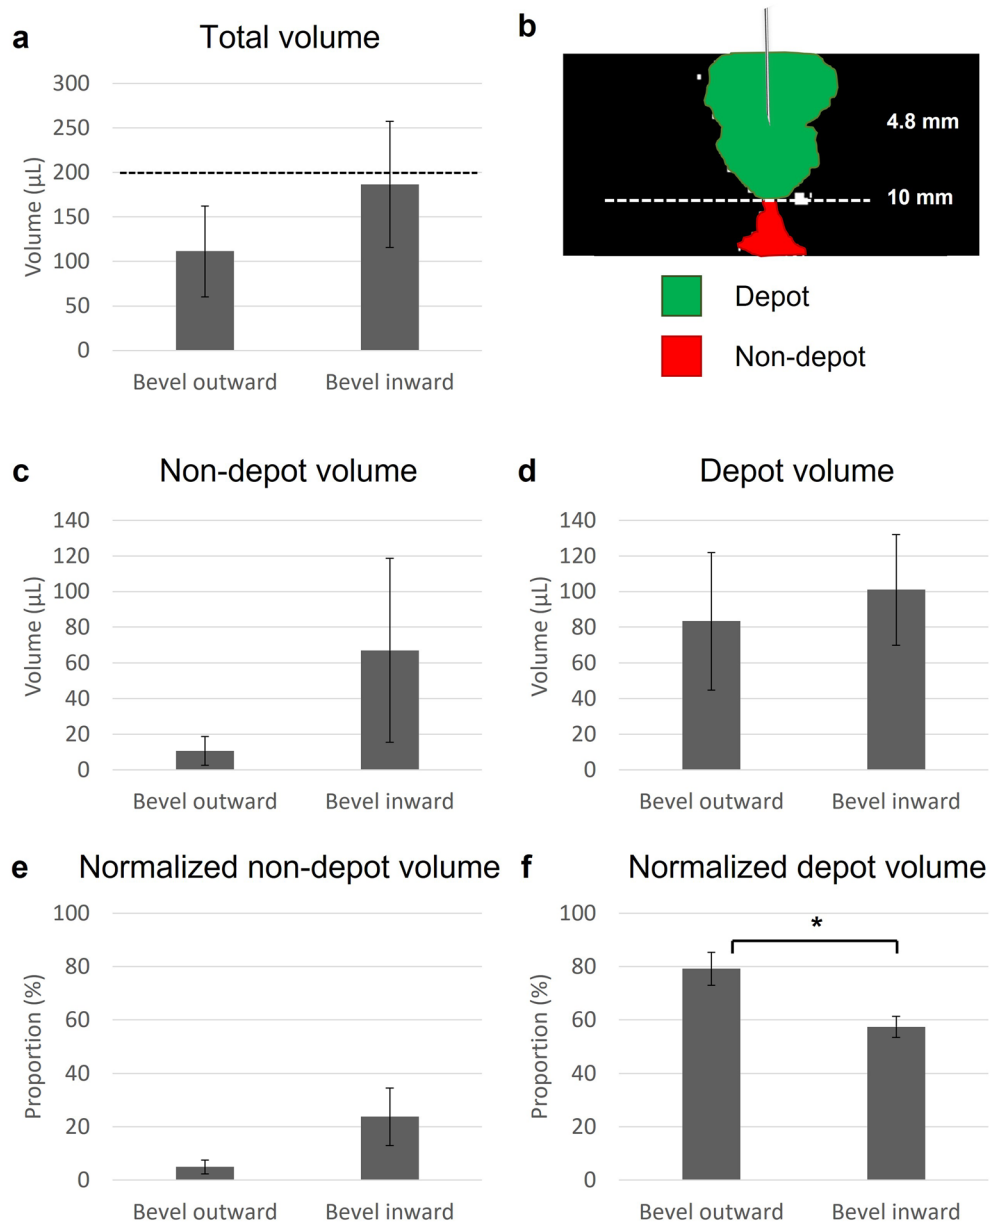 a
Total volume
Volume (µL)
300
250
200
150
100
50
0
Bevel outward
Bevel inward
b
4.8 mm
10 mm
Depot
Non-depot
c
Non-depot volume
Volume (µL)
140
120
100
80
60
40
20
0
Bevel outward
Bevel inward
d
Depot volume
Volume (µL)
140
120
100
80
60
40
20
0
Bevel outward
Bevel inward
e
Normalized non-depot volume
Proportion (%)
100
80
60
40
20
0
Bevel outward
Bevel inward
f
Normalized depot volume
Proportion (%)
100
80
60
40
20
0
*
Bevel outward
Bevel inward